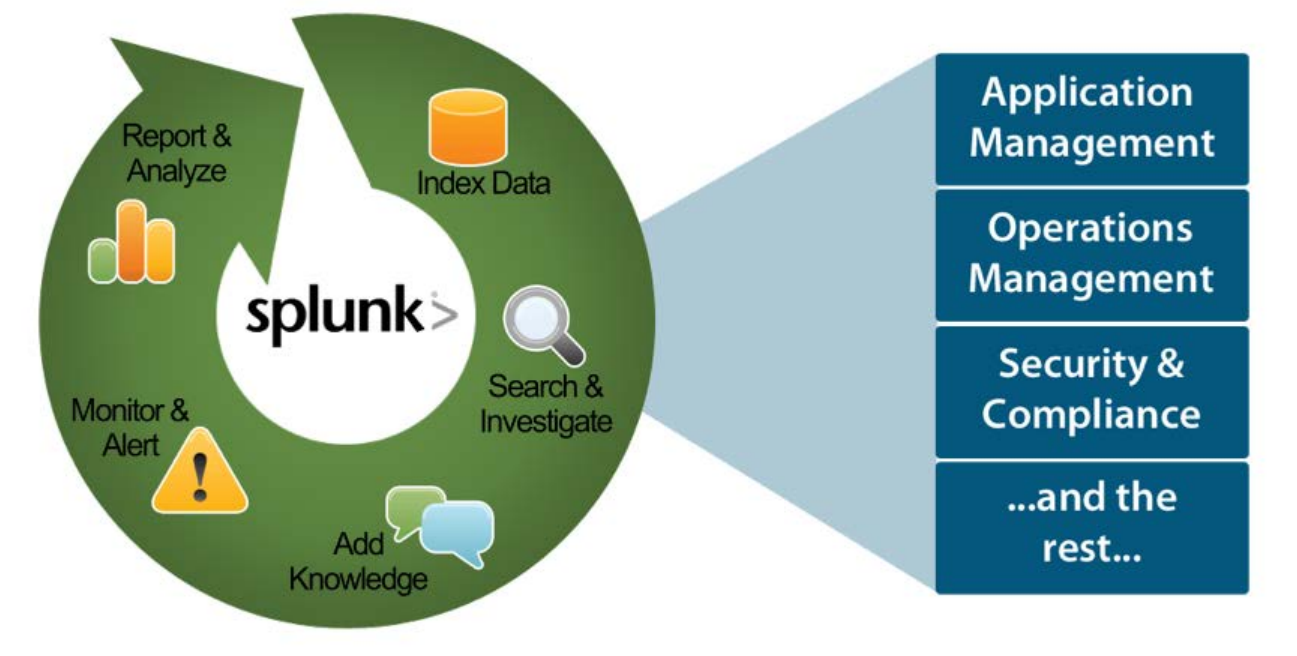 Index Data
Search &
Investigate
Add
Knowledge
Monitor &
Alert
Report &
Analyze
splunk>
Application
Management
Operations
Management
Security &
Compliance
...and the
rest...